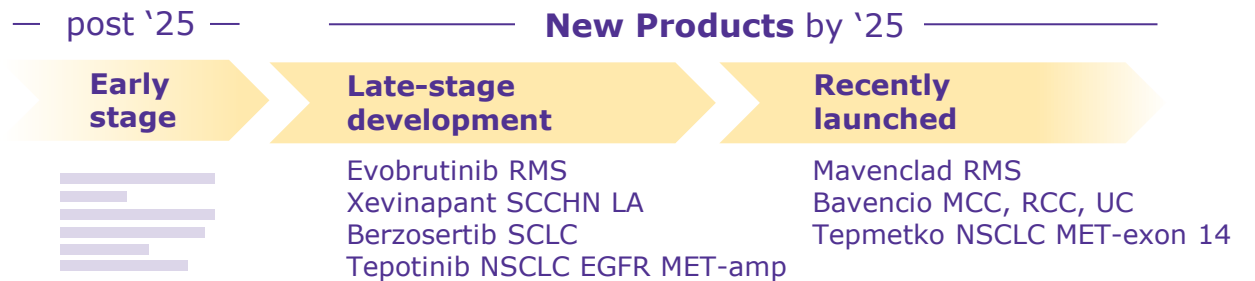 post ‘25
New Products by ‘25
Early
stage
Late-stage
development
Recently
launched
Evobrutinib RMS
Xevinapant SCCHN LA
Berzosertib SCLC
Tepotinib NSCLC EGFR MET-amp
Mavenclad RMS
Bavencio MCC, RCC, UC
Tepmetko NSCLC MET-exon 14